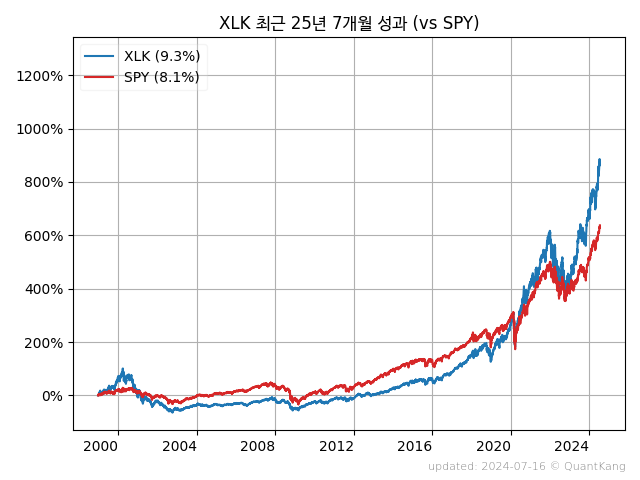 XLK 최근 25년 7개월 성과 (vs SPY)
XLK (9.3%)
SPY (8.1%)
1200%
1000%
800%
600%
400%
200%
0%
2000 2004 2008 2012 2016 2020 2024
updated: 2024-07-16 © QuantKang